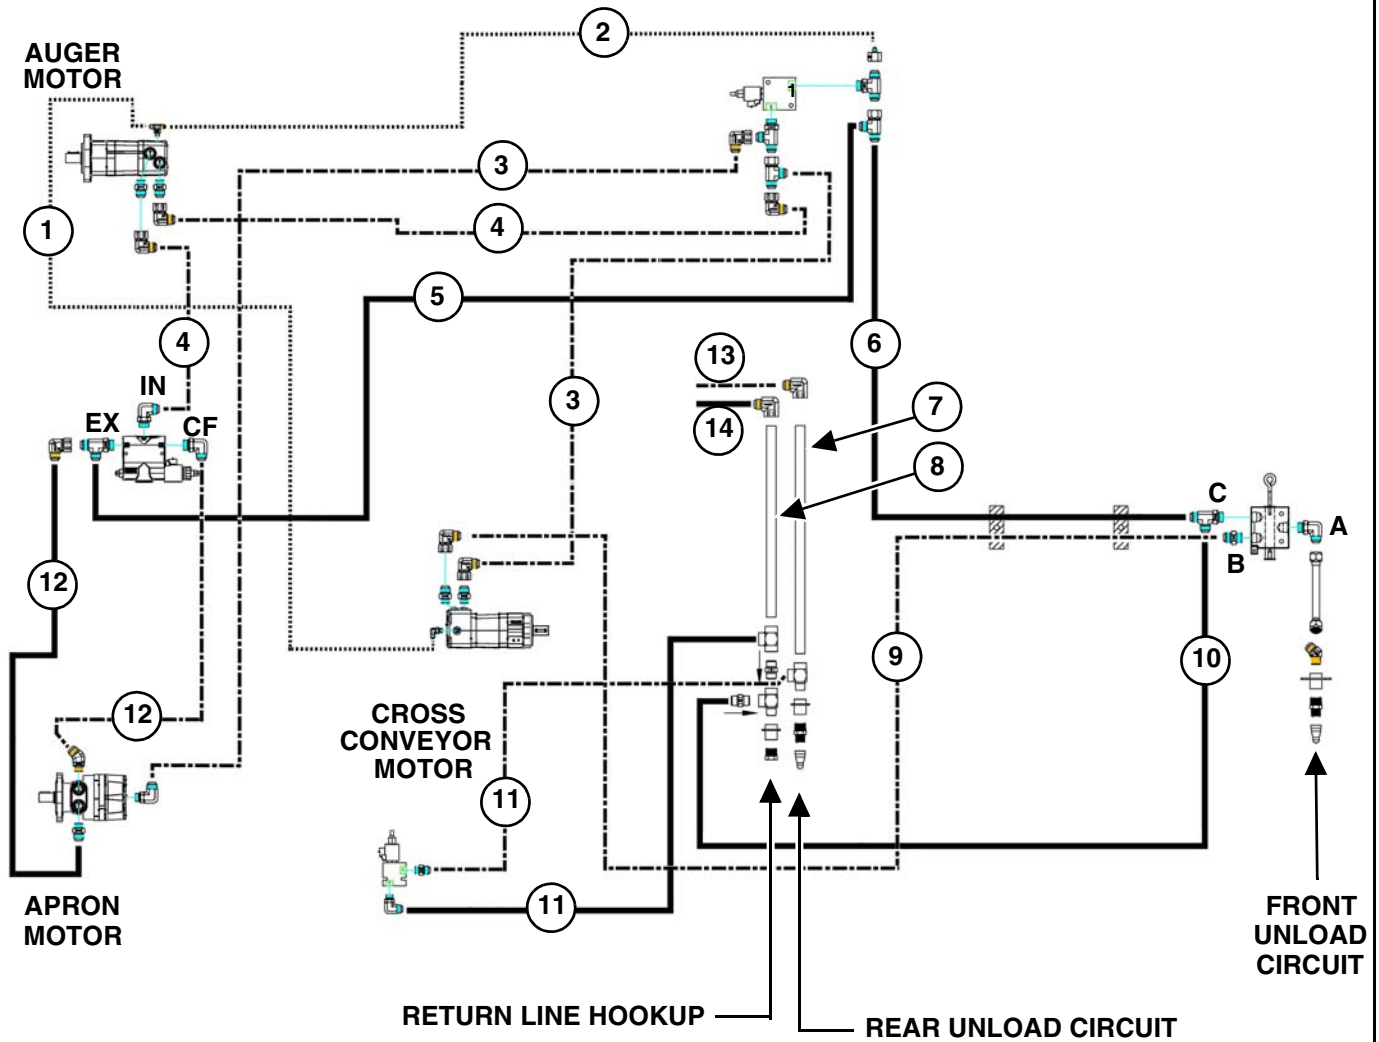 2
AUGER
MOTOR
1
3
1
4
5
4
6
13
IN
3
7
EX
CF
14
8
C
A
B
12
9
10
12
CROSS
CONVEYOR
MOTOR
11
11
APRON
MOTOR
FRONT
UNLOAD
CIRCUIT
RETURN LINE HOOKUP
REAR UNLOAD CIRCUIT